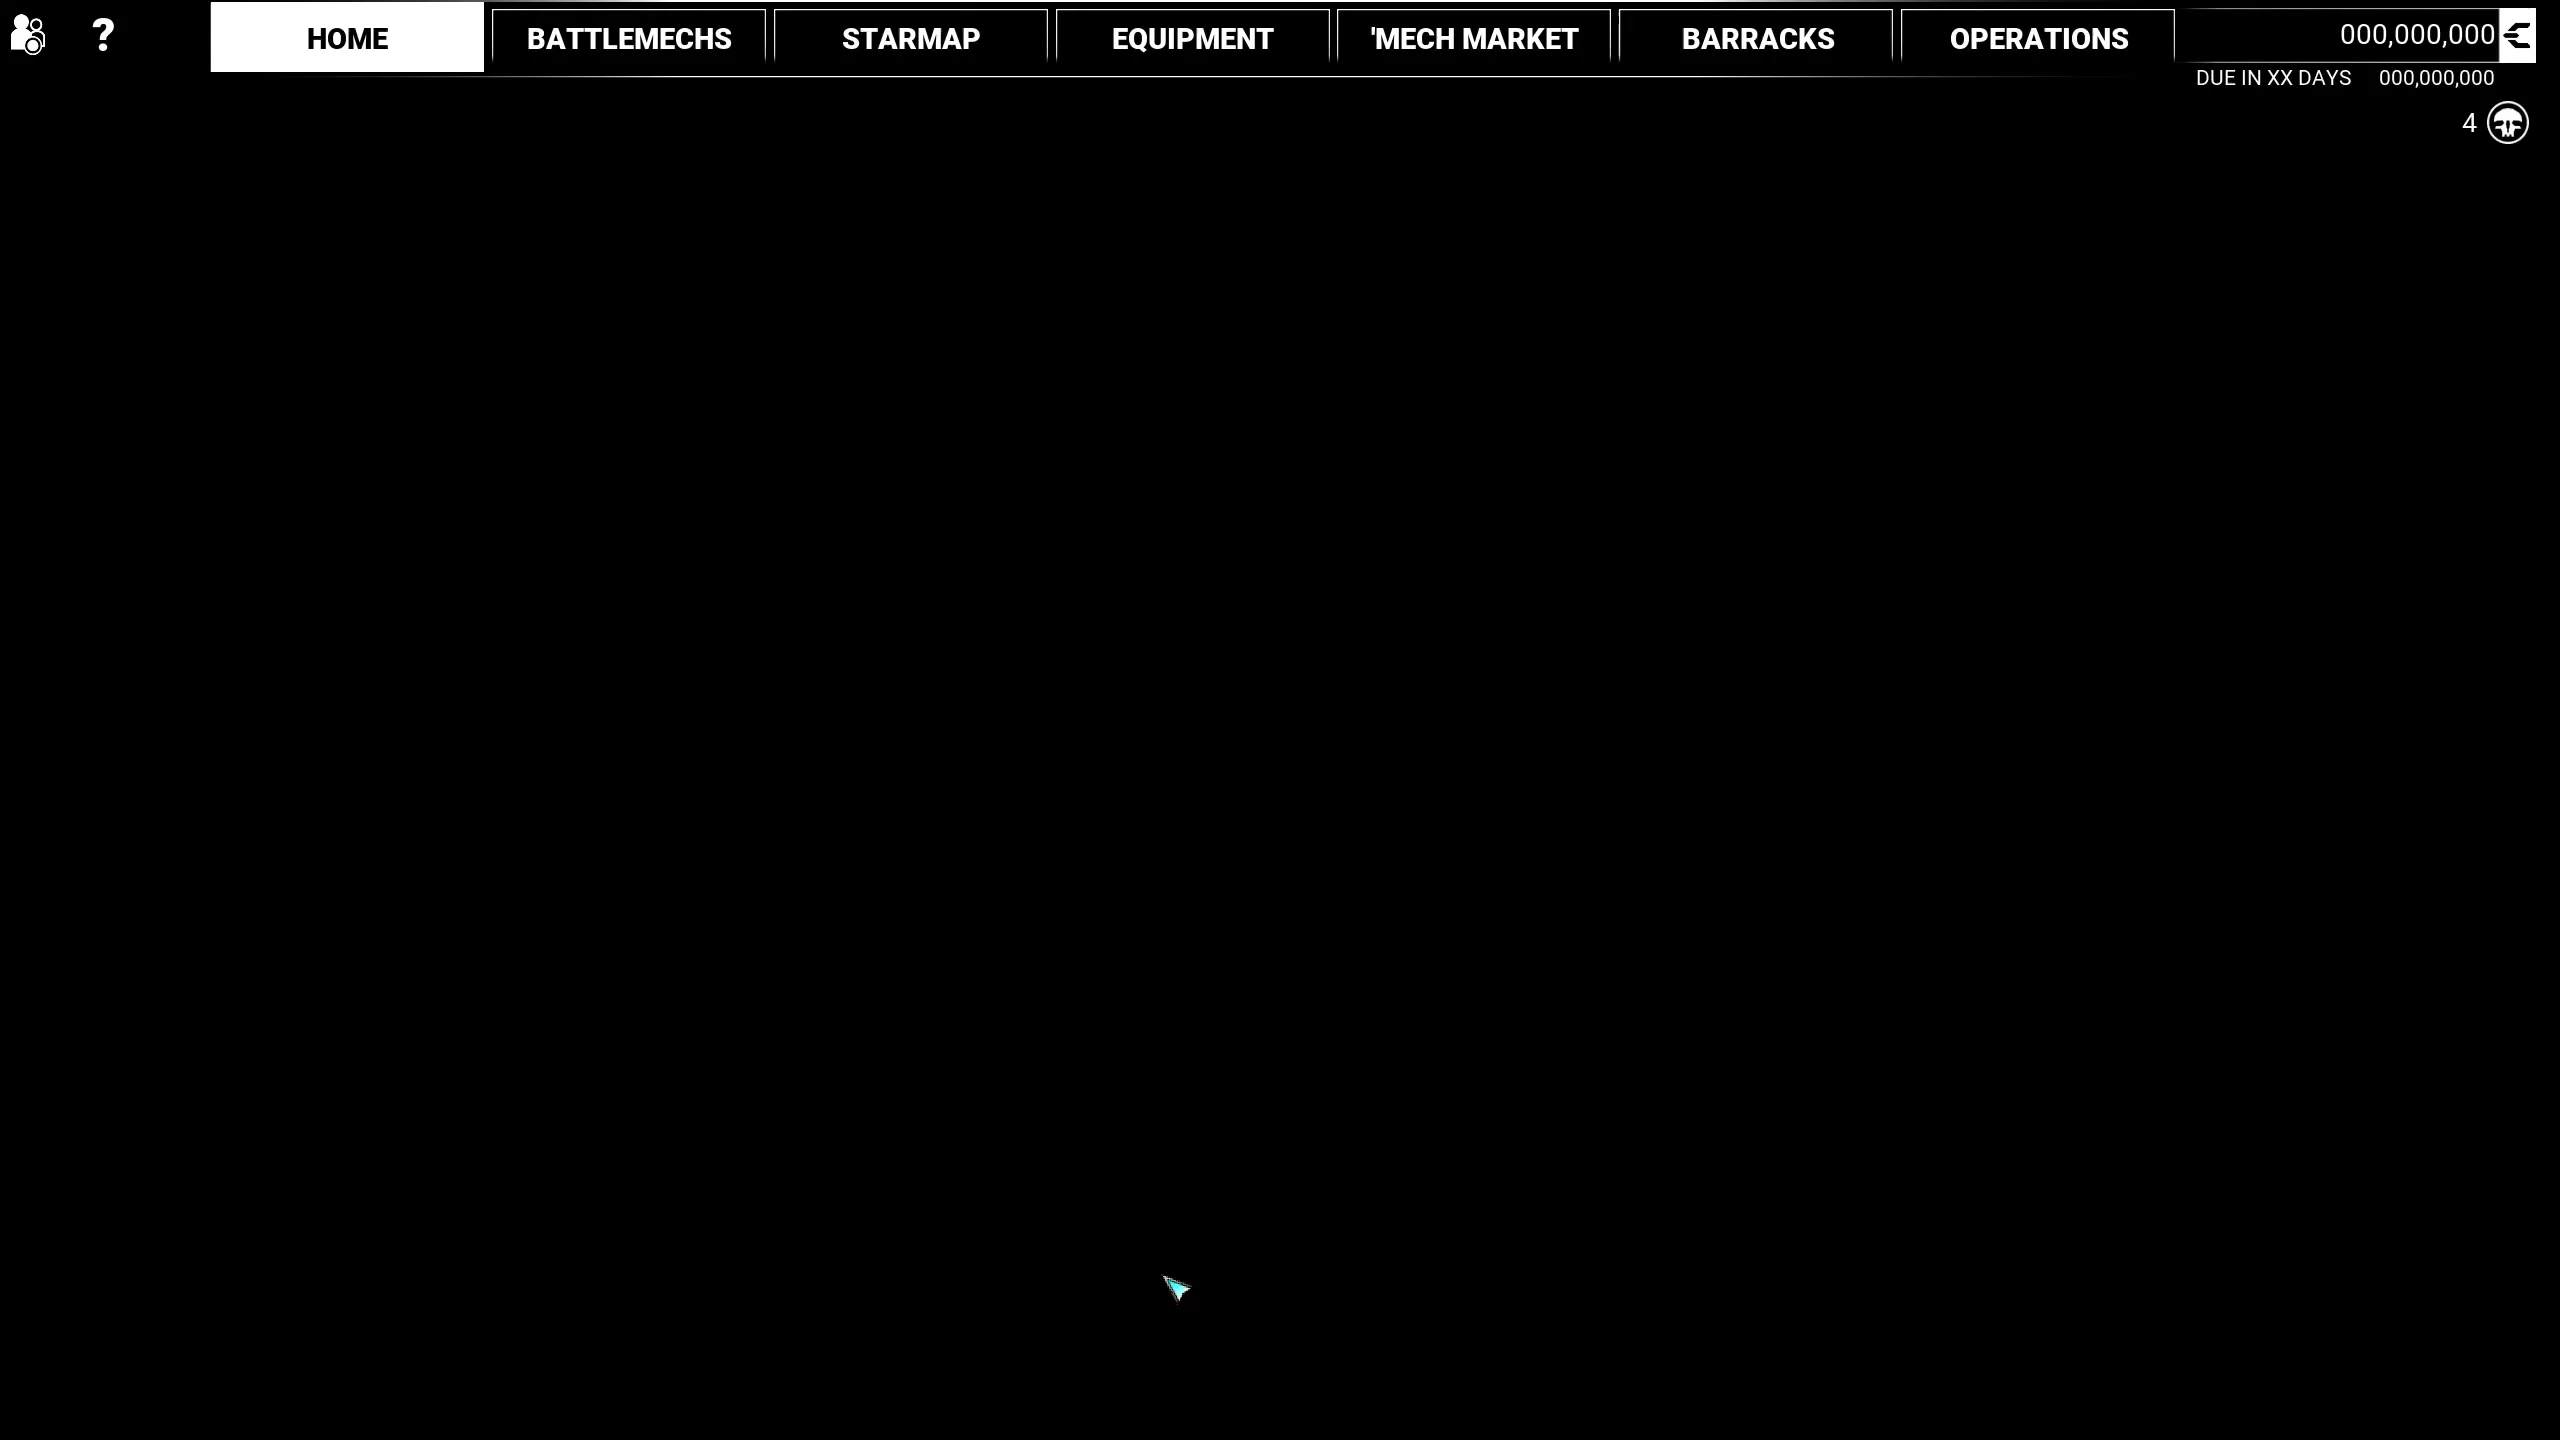 ?
HOME
BATTLEMECHS
STARMAP
EQUIPMENT
'MECH MARKET
BARRACKS
OPERATIONS
000,000,000
DUE IN XX DAYS 000,000,000
4